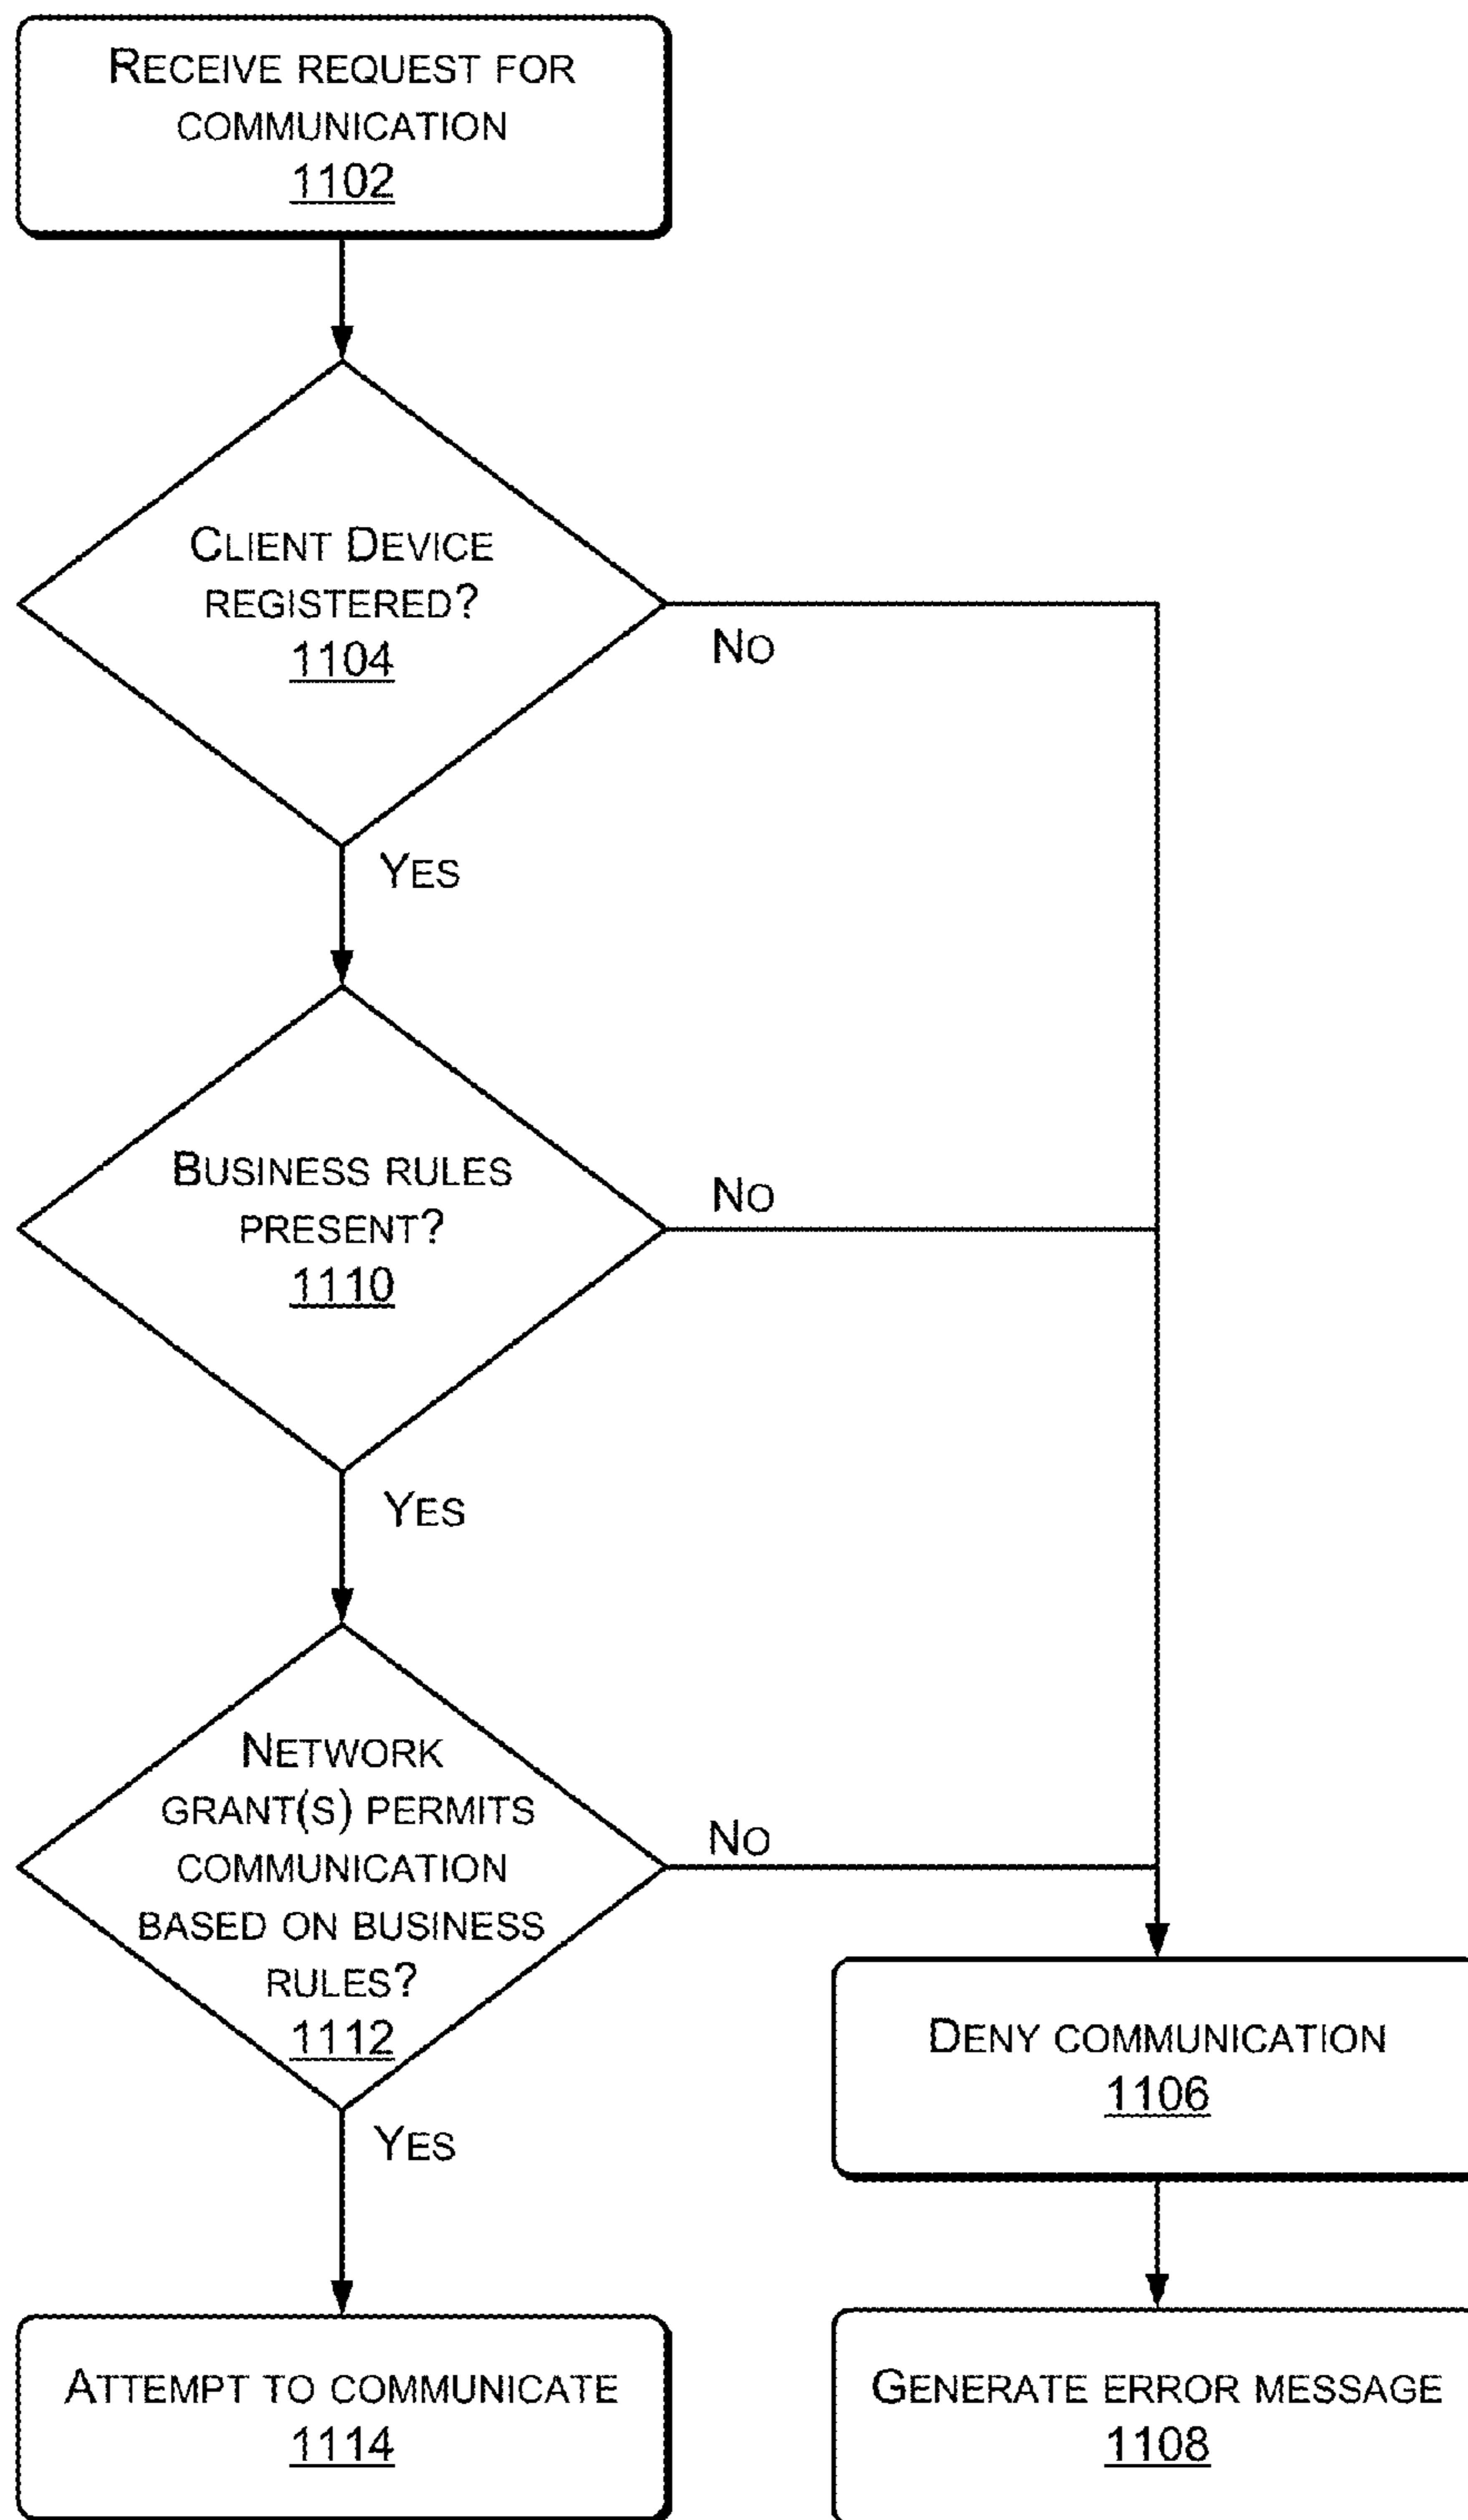 RECEIVE REQUEST FOR
COMMUNICATION
1102
CLIENT DEVICE
REGISTERED?
1104
NO
YES
BUSINESS RULES
PRESENT?
1110
NO
YES
NETWORK
GRANT(S) PERMITS
COMMUNICATION
BASED ON BUSINESS
RULES?
1112
NO
YES
DENY COMMUNICATION
1106
ATTEMPT TO COMMUNICATE
1114
GENERATE ERROR MESSAGE
1108